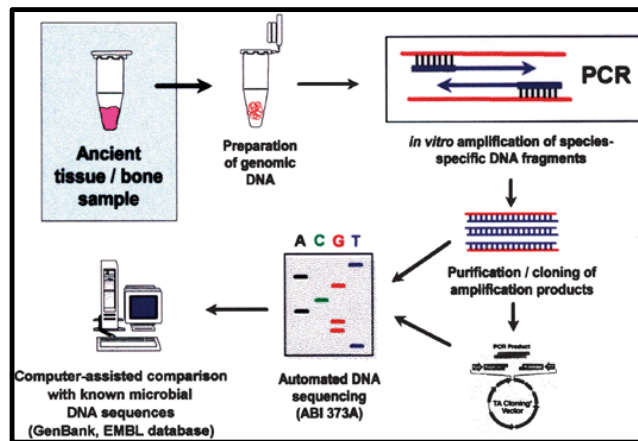 Ancient
tissue / bone
sample
Preparation
of genomic
DNA
PCR
in vitro amplification of species-
specific DNA fragments
Purification / cloning of
amplification products
PCR Product
TA Cloning
Vector
A C G T
Automated DNA
sequencing
(ABI 373A)
Computer-assisted comparison
with known microbial
DNA sequences
(GenBank, EMBL database)